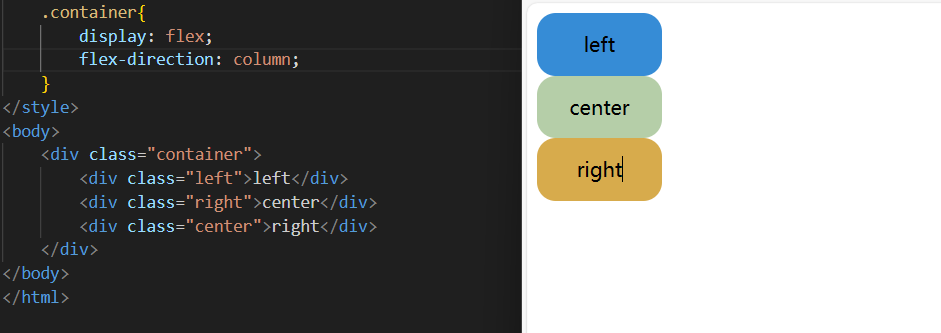 .container{
display: flex;
flex-direction: column;
}
</style>
<body>
<div class="container">
<div class="left">left</div>
<div class="right">center</div>
<div class="center">right</div>
</div>
</body>
</html>
left
center
right